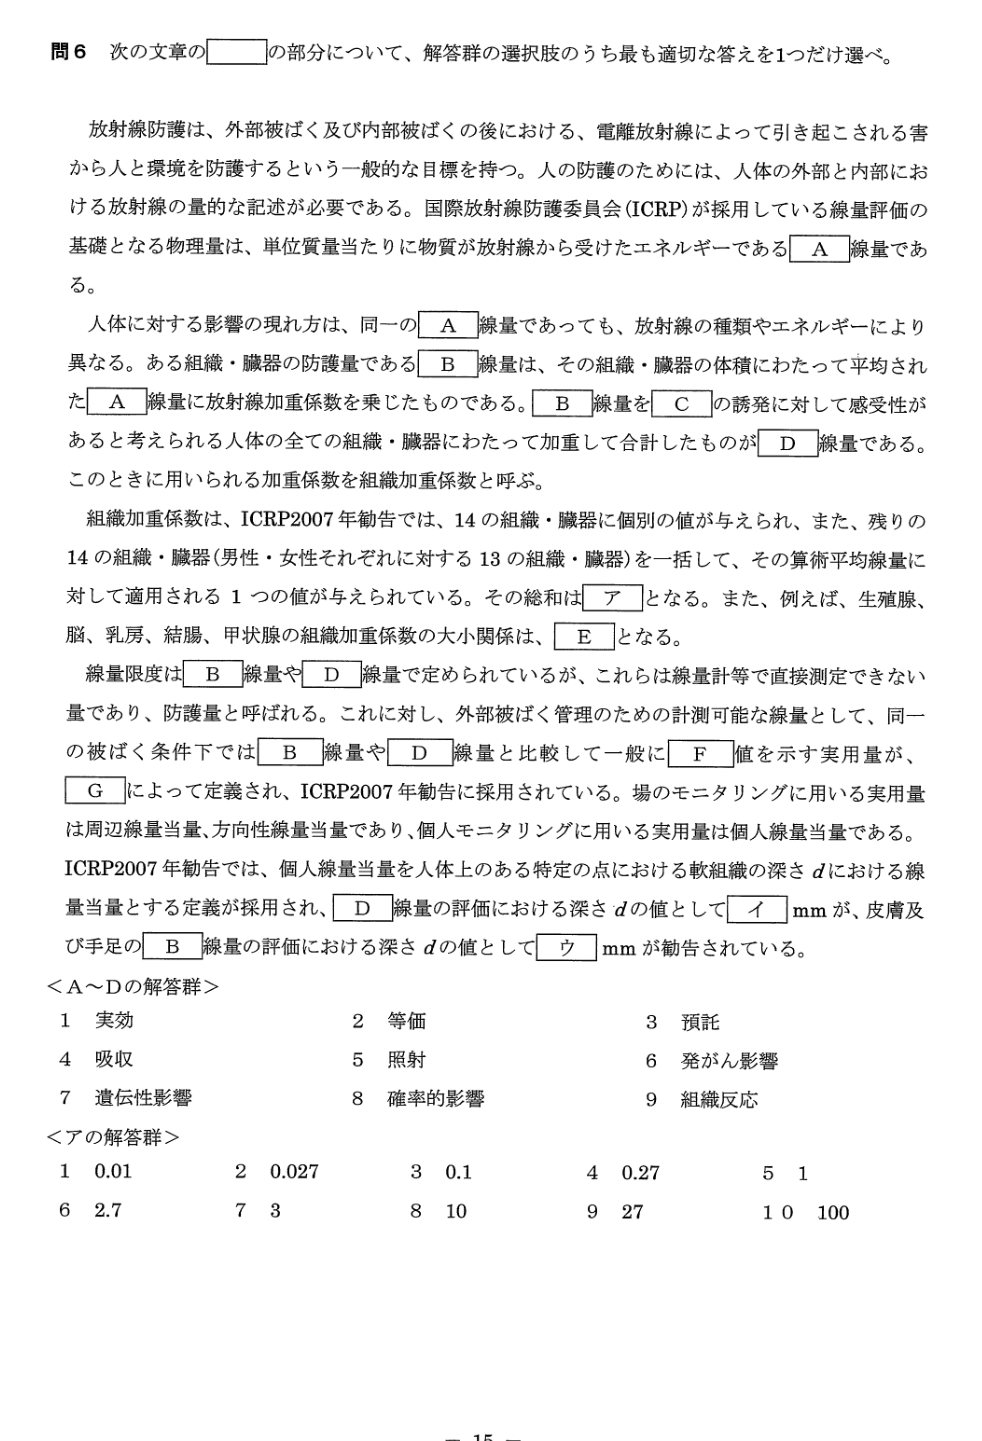 問6 次の文章の　　　の部分について、解答群の選択肢のうち最も適切な答えを1つだけ選べ。
放射線防護は、外部被ばく及び内部被ばくの後における、電離放射線によって引き起こされる害
から人と環境を防護するという一般的な目標を持つ。人の防護のためには、人体の外部と内部にお
ける放射線の量的な記述が必要である。国際放射線防護委員会(ICRP)が採用している線量評価の
基礎となる物理量は、単位質量当たりに物質が放射線から受けたエネルギーである A 線量であ
る。
人体に対する影響の現れ方は、同一の A 線量であっても、放射線の種類やエネルギーにより
異なる。ある組織・臓器の防護量である B 線量は、その組織・臓器の体積にわたって平均され
た A 線量に放射線加重係数を乗じたものである。 B 線量を C の誘発に対して感受性が
あると考えられる人体の全ての組織・臓器にわたって加重して合計したものが D 線量である。
このときに用いられる加重係数を組織加重係数と呼ぶ。
組織加重係数は、ICRP2007年勧告では、14の組織・臓器に個別の値が与えられ、また、残りの
14の組織・臓器(男性・女性それぞれに対する13の組織・臓器)を一括して、その算術平均線量に
対して適用される1つの値が与えられている。その総和は ア となる。また、例えば、生殖腺、
脳、乳房、結腸、甲状腺の組織加重係数の大小関係は、 E となる。
線量限度は B 線量や D 線量で定められているが、これらは線量計等で直接測定できない
量であり、防護量と呼ばれる。これに対し、外部被ばく管理のための計測可能な線量として、同一
の被ばく条件下では B 線量や D 線量と比較して一般に F 値を示す実用量が、
G によって定義され、ICRP2007年勧告に採用されている。場のモニタリングに用いる実用量
は周辺線量当量、方向性線量当量であり、個人モニタリングに用いる実用量は個人線量当量である。
ICRP2007年勧告では、個人線量当量を人体上のある特定の点における軟組織の深さdにおける線
量当量とする定義が採用され、 D 線量の評価における深さdの値として イ mmが、皮膚及
び手足の B 線量の評価における深さdの値として ウ mmが勧告されている。
＜A～Dの解答群＞
1 実効 2 等価 3 預託
4 吸収 5 照射 6 発がん影響
7 遺伝性影響 8 確率的影響 9 組織反応
＜アの解答群＞
1 0.01 2 0.027 3 0.1 4 0.27 5 1
6 2.7 7 3 8 10 9 27 10 100
― 15 ―